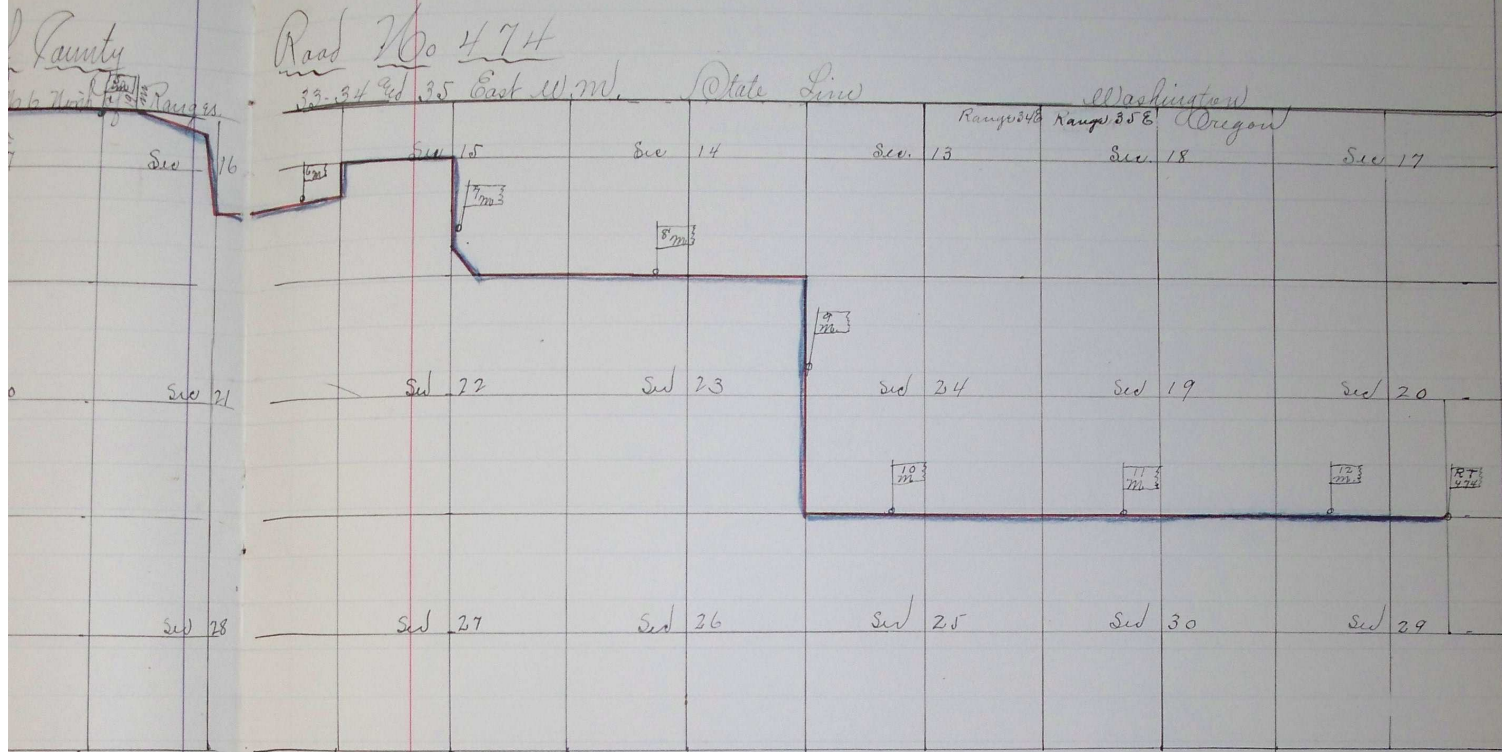 County Road No 474
North Ranges 33-34 35 East W.M. State Line Washington
Range 34E Range 35E Oregon
Sec 16 Sec 15 Sec 14 Sec. 13 Sec. 18 Sec 17
6 M
7 M
8 M
9 M
Sec 21 Sec 22 Sec 23 Sec 24 Sec 19 Sec 20
10 M 11 M 12 M RT 474
Sec 28 Sec 27 Sec 26 Sec 25 Sec 30 Sec 29